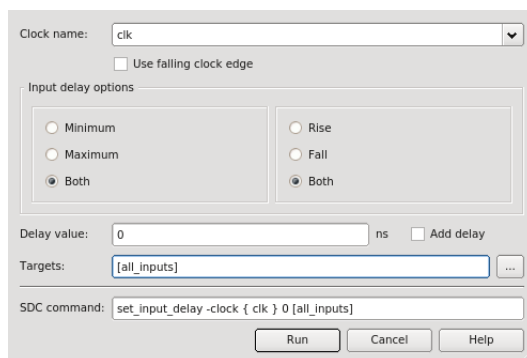 Clock name: clk
Use falling clock edge
Input delay options
Minimum Rise
Maximum Fall
Both Both
Delay value: 0 ns Add delay
Targets: [all_inputs] ...
SDC command: set_input_delay -clock { clk } 0 [all_inputs]
Run Cancel Help